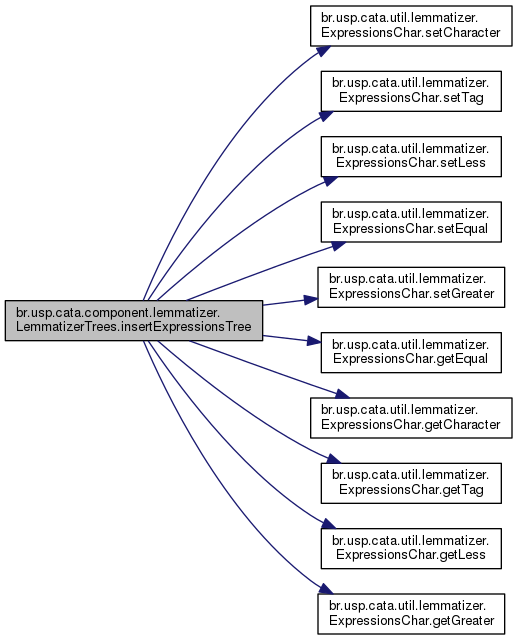 br.usp.cata.util.lemmatizer.
ExpressionsChar.setCharacter
br.usp.cata.util.lemmatizer.
ExpressionsChar.setTag
br.usp.cata.util.lemmatizer.
ExpressionsChar.setLess
br.usp.cata.util.lemmatizer.
ExpressionsChar.setEqual
br.usp.cata.util.lemmatizer.
ExpressionsChar.setGreater
br.usp.cata.component.lemmatizer.
LemmatizerTrees.insertExpressionsTree
br.usp.cata.util.lemmatizer.
ExpressionsChar.getEqual
br.usp.cata.util.lemmatizer.
ExpressionsChar.getCharacter
br.usp.cata.util.lemmatizer.
ExpressionsChar.getTag
br.usp.cata.util.lemmatizer.
ExpressionsChar.getLess
br.usp.cata.util.lemmatizer.
ExpressionsChar.getGreater